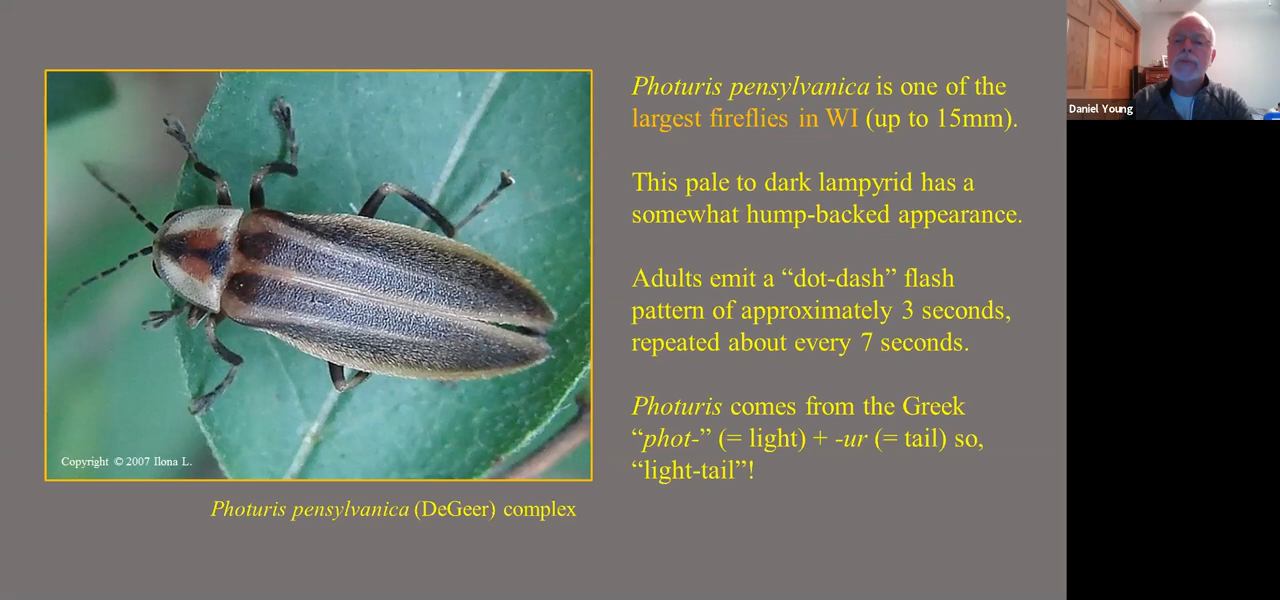 Photuris pensylvanica is one of the
largest fireflies in WI (up to 15mm).
This pale to dark lampyrid has a
somewhat hump-backed appearance.
Adults emit a “dot-dash” flash
pattern of approximately 3 seconds,
repeated about every 7 seconds.
Photuris comes from the Greek
“phot-” (= light) + -ur (= tail) so,
“light-tail”!
Copyright © 2007 Ilona L.
Photuris pensylvanica (DeGeer) complex
Daniel Young